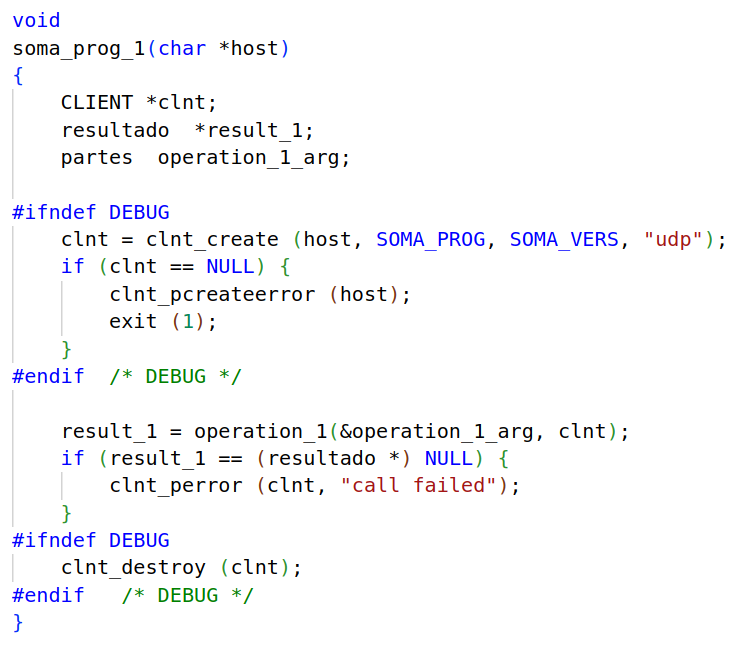 void
soma_prog_1(char *host)
{
    CLIENT *clnt;
    resultado  *result_1;
    partes  operation_1_arg;

#ifndef DEBUG
    clnt = clnt_create (host, SOMA_PROG, SOMA_VERS, "udp");
    if (clnt == NULL) {
        clnt_pcreateerror (host);
        exit (1);
    }
#endif  /* DEBUG */

    result_1 = operation_1(&operation_1_arg, clnt);
    if (result_1 == (resultado *) NULL) {
        clnt_perror (clnt, "call failed");
    }
#ifndef DEBUG
    clnt_destroy (clnt);
#endif   /* DEBUG */
}